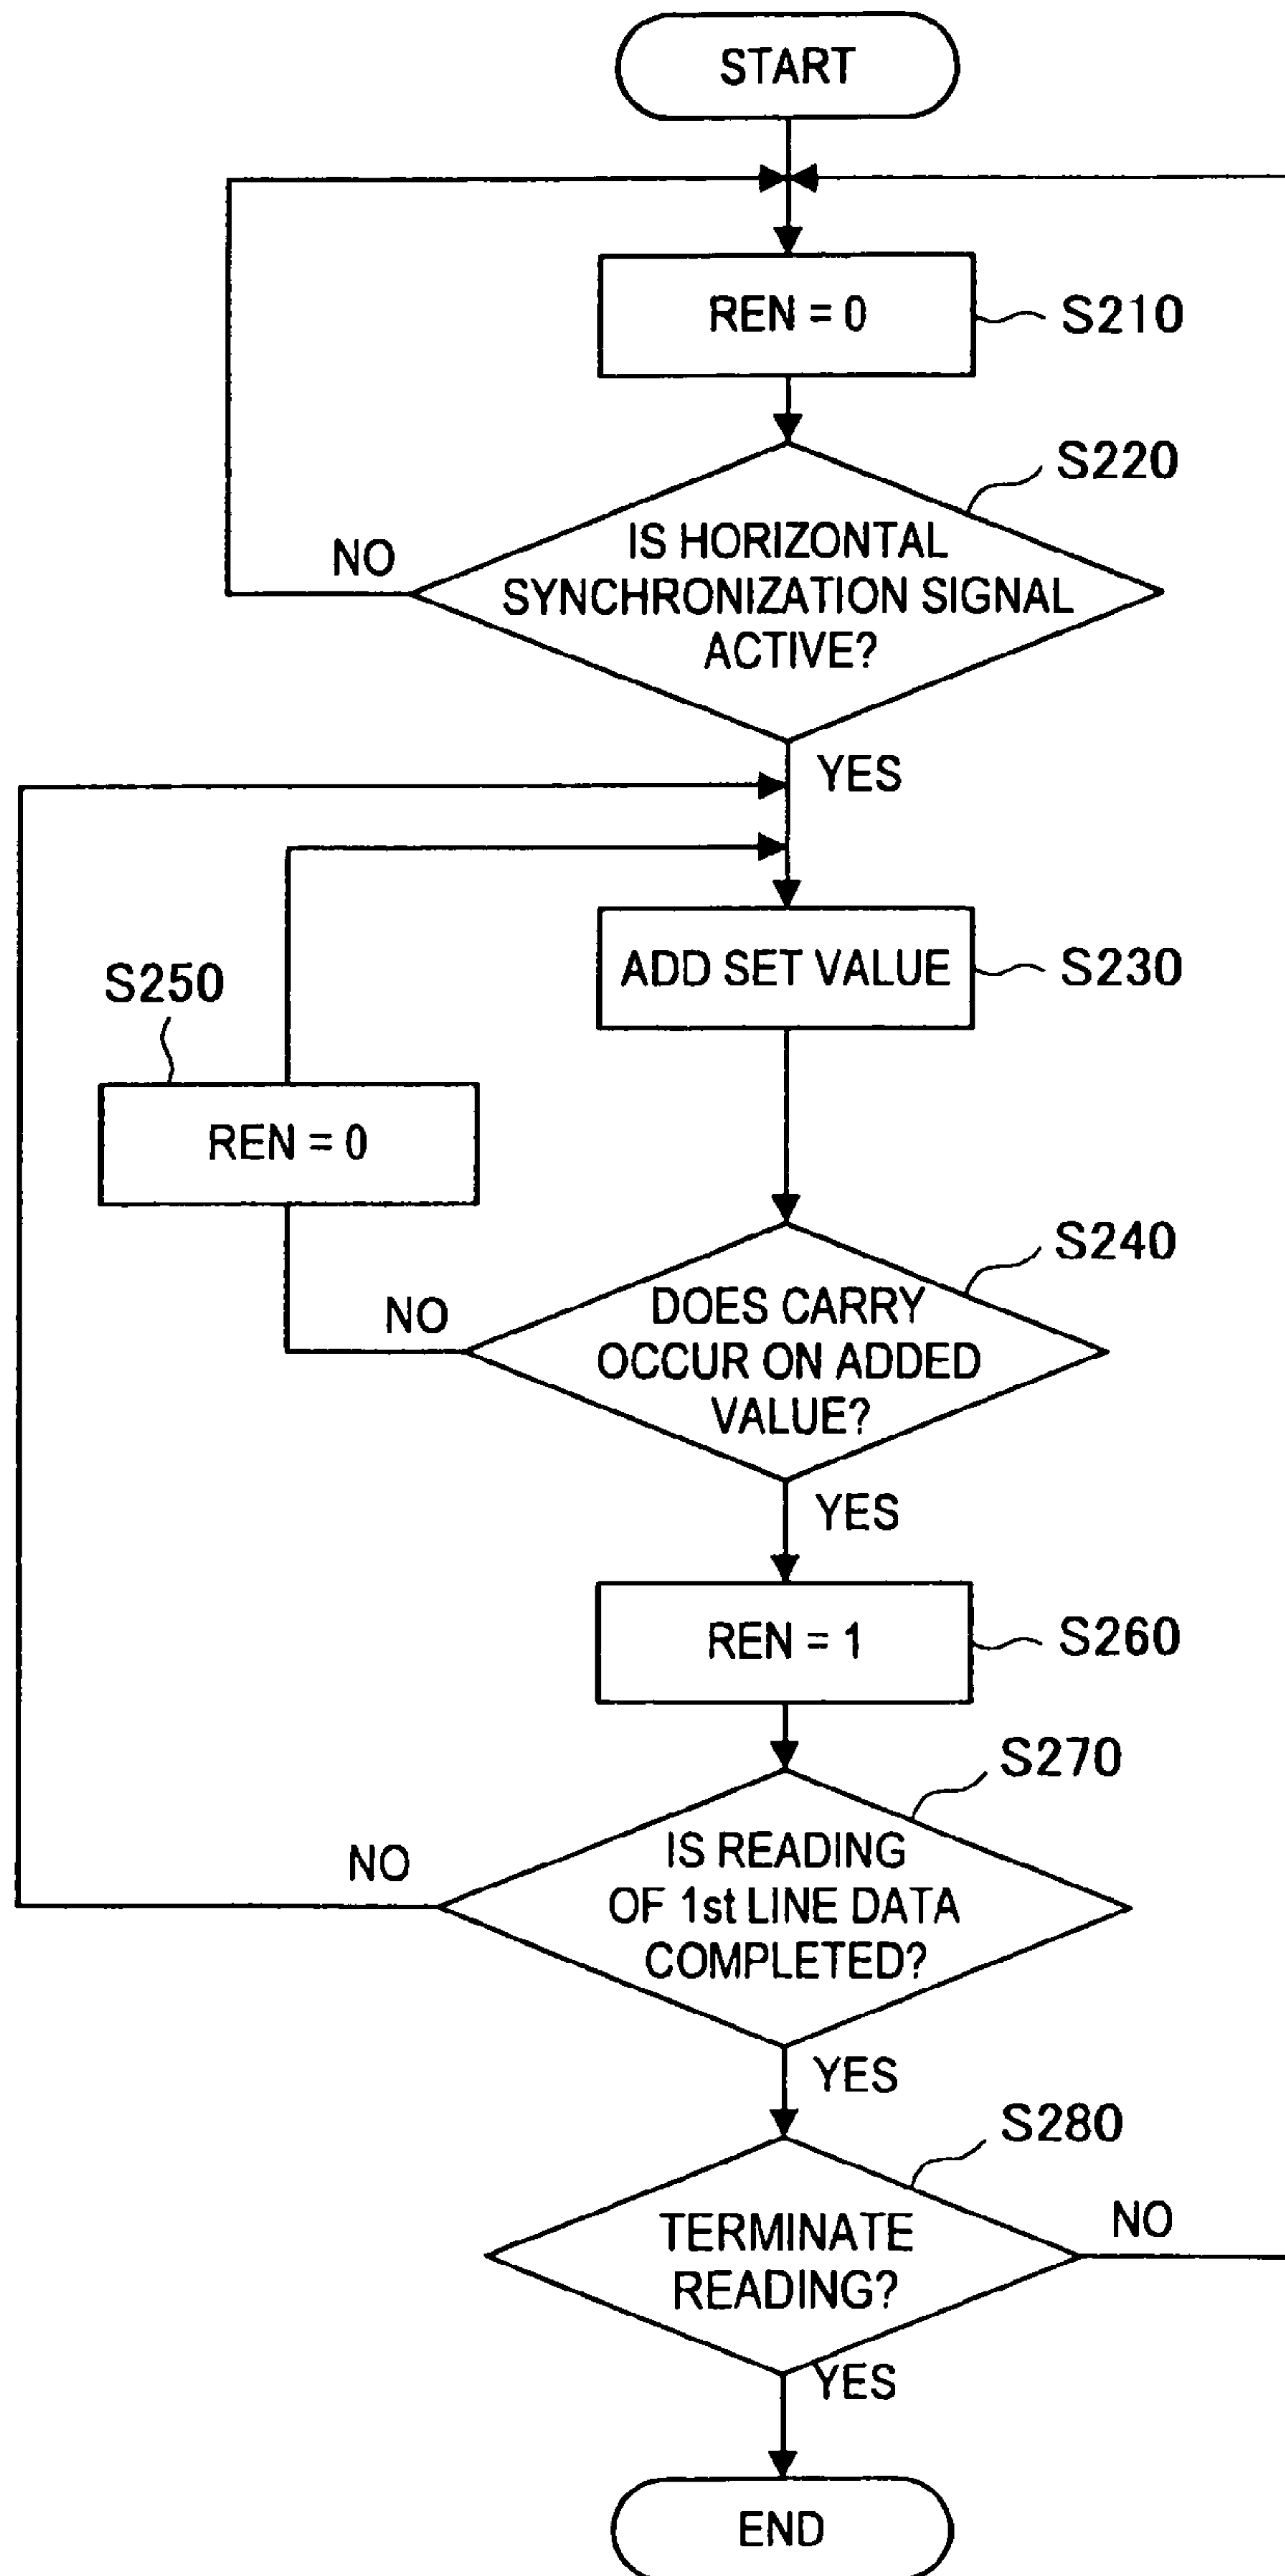 START
REN = 0
S210
S220
IS HORIZONTAL
SYNCHRONIZATION SIGNAL
ACTIVE?
NO
YES
ADD SET VALUE
S230
S250
REN = 0
S240
DOES CARRY
OCCUR ON ADDED
VALUE?
NO
YES
REN = 1
S260
S270
IS READING
OF 1st LINE DATA
COMPLETED?
NO
YES
S280
TERMINATE
READING?
NO
YES
END